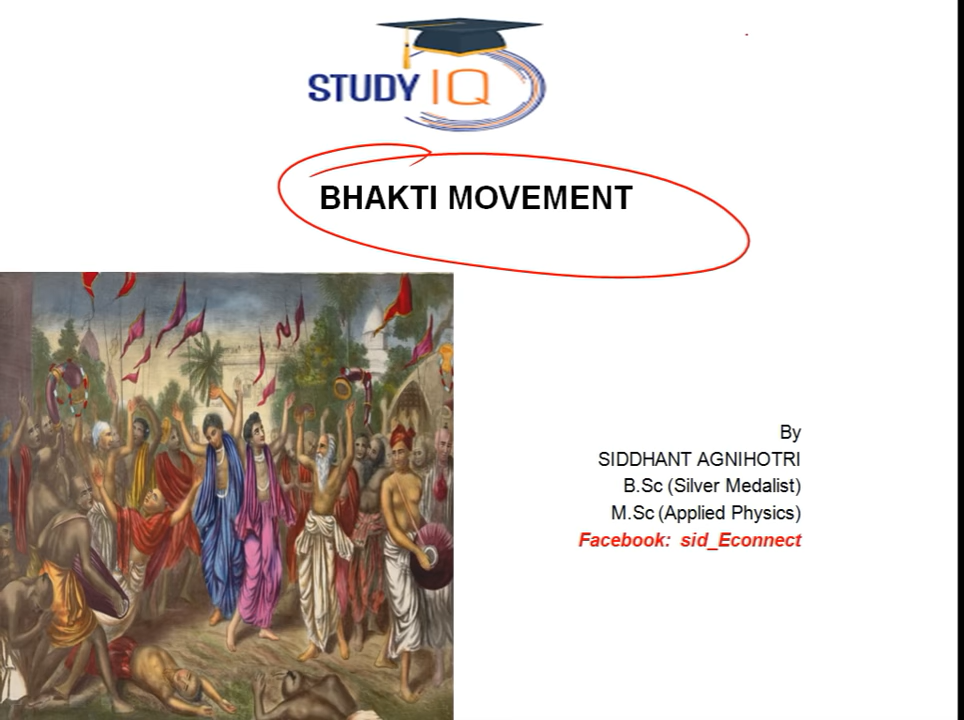 STUDY IQ
BHAKTI MOVEMENT
By
SIDDHANT AGNIHOTRI
B.Sc (Silver Medalist)
M.Sc (Applied Physics)
Facebook: sid_Econnect